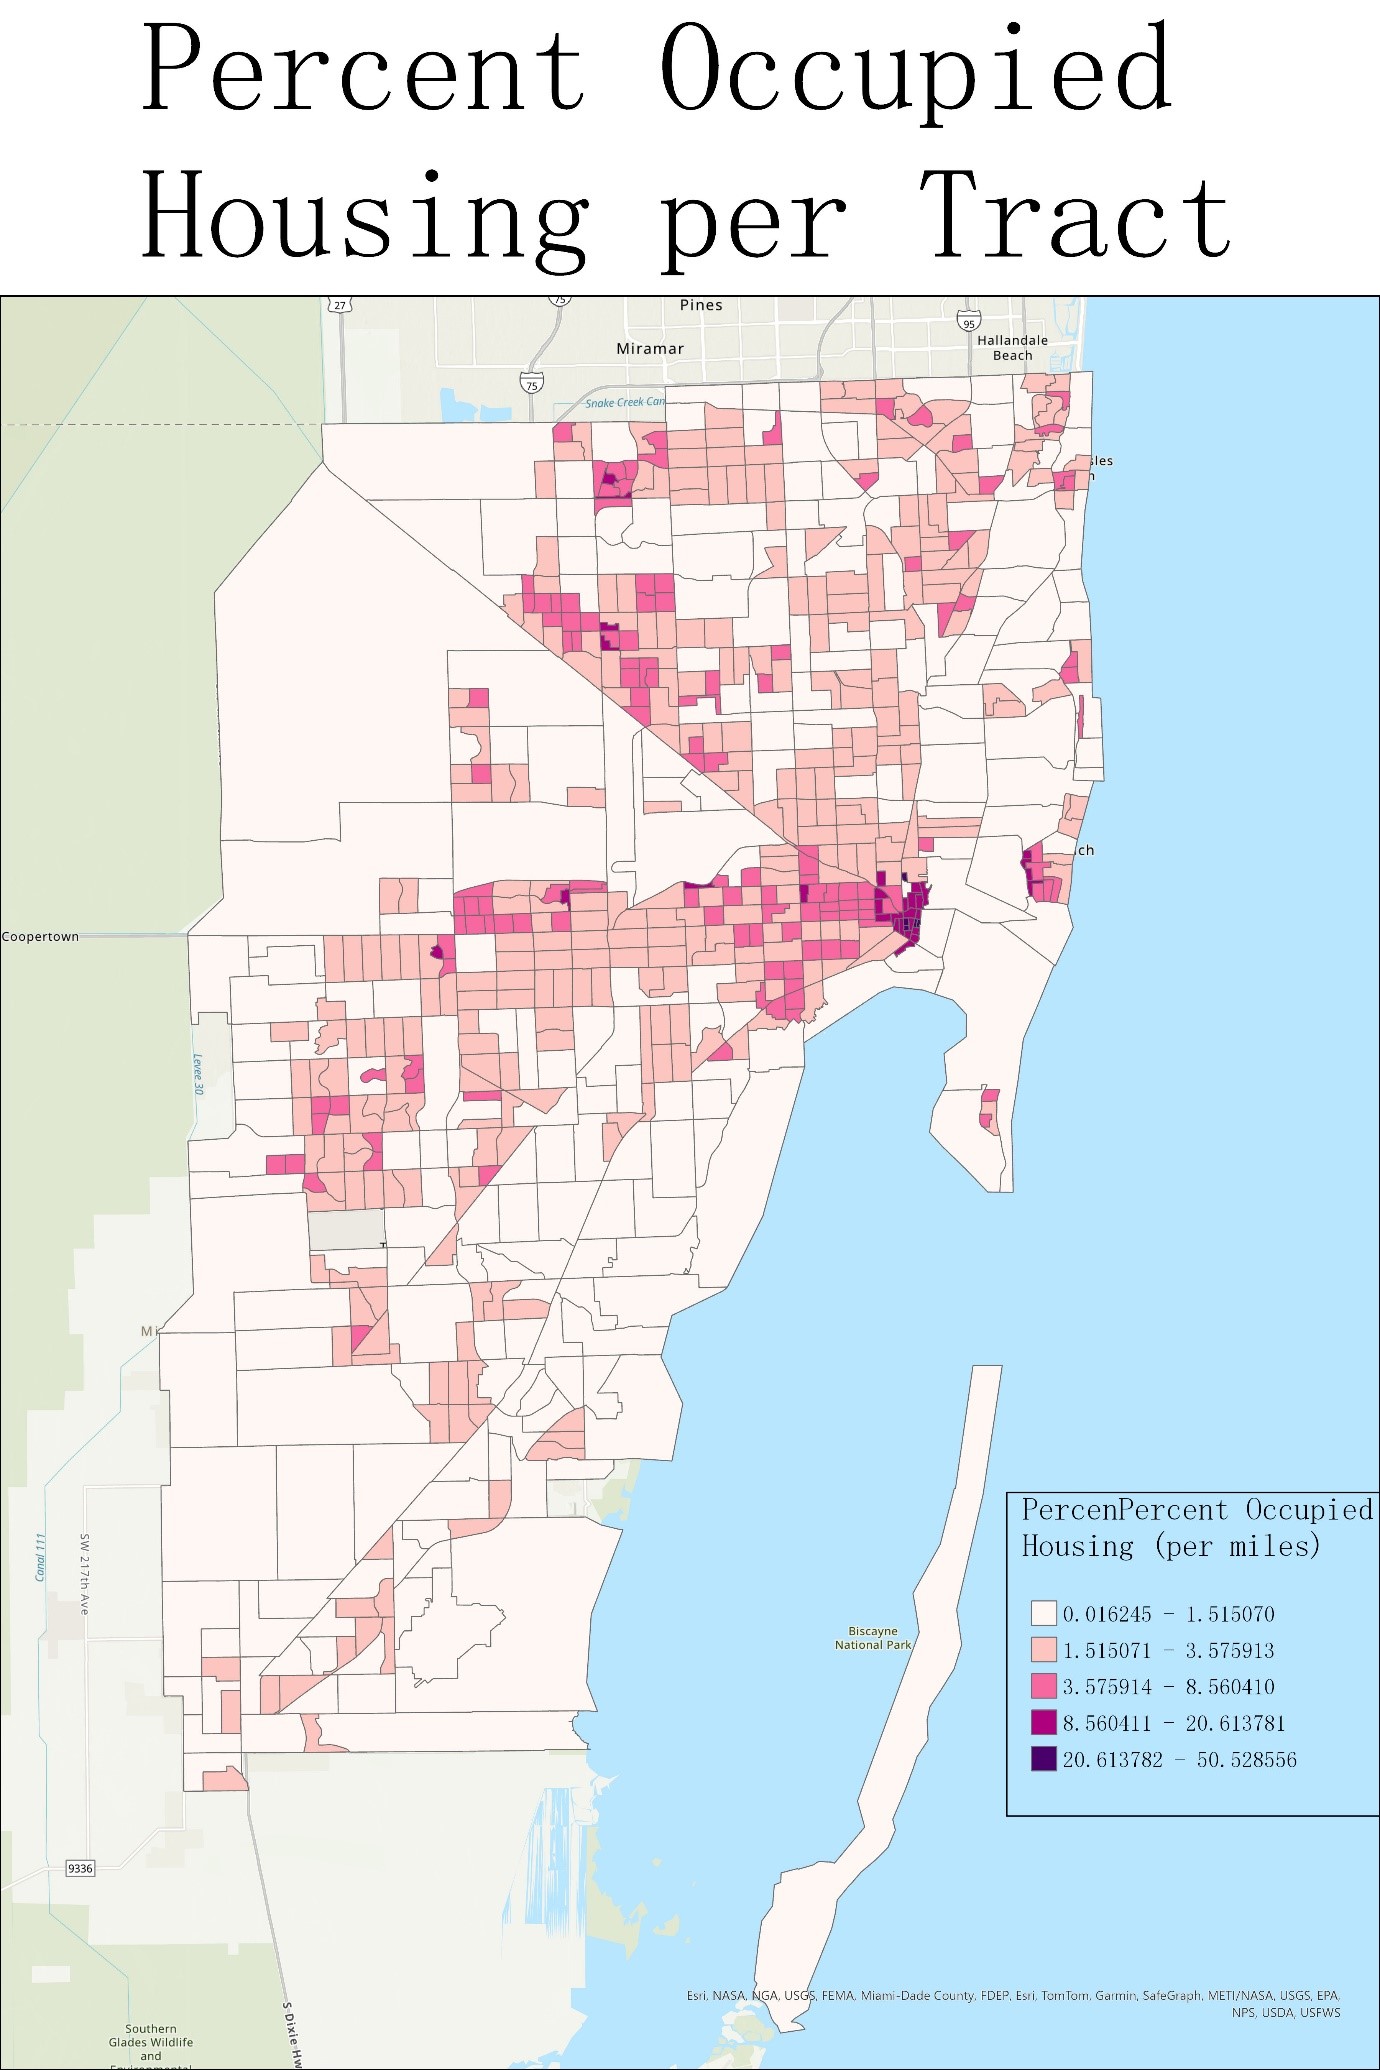 Percent Occupied
Housing per Tract
27
75
Pines
95
Miramar
Hallandale
Beach
75
Snake Creek Can
sles
n
ch
Coopertown
Levee 30
T
Mi
Canal 111
SW 217th Ave
PercenPercent Occupied
Housing (per miles)
0.016245 - 1.515070
1.515071 - 3.575913
3.575914 - 8.560410
8.560411 - 20.613781
20.613782 - 50.528556
Biscayne
National Park
9336
S Dixie Hw
Esri, NASA, NGA, USGS, FEMA, Miami-Dade County, FDEP, Esri, TomTom, Garmin, SafeGraph, METI/NASA, USGS, EPA,
NPS, USDA, USFWS
Southern
Glades Wildlife
and
Environmental